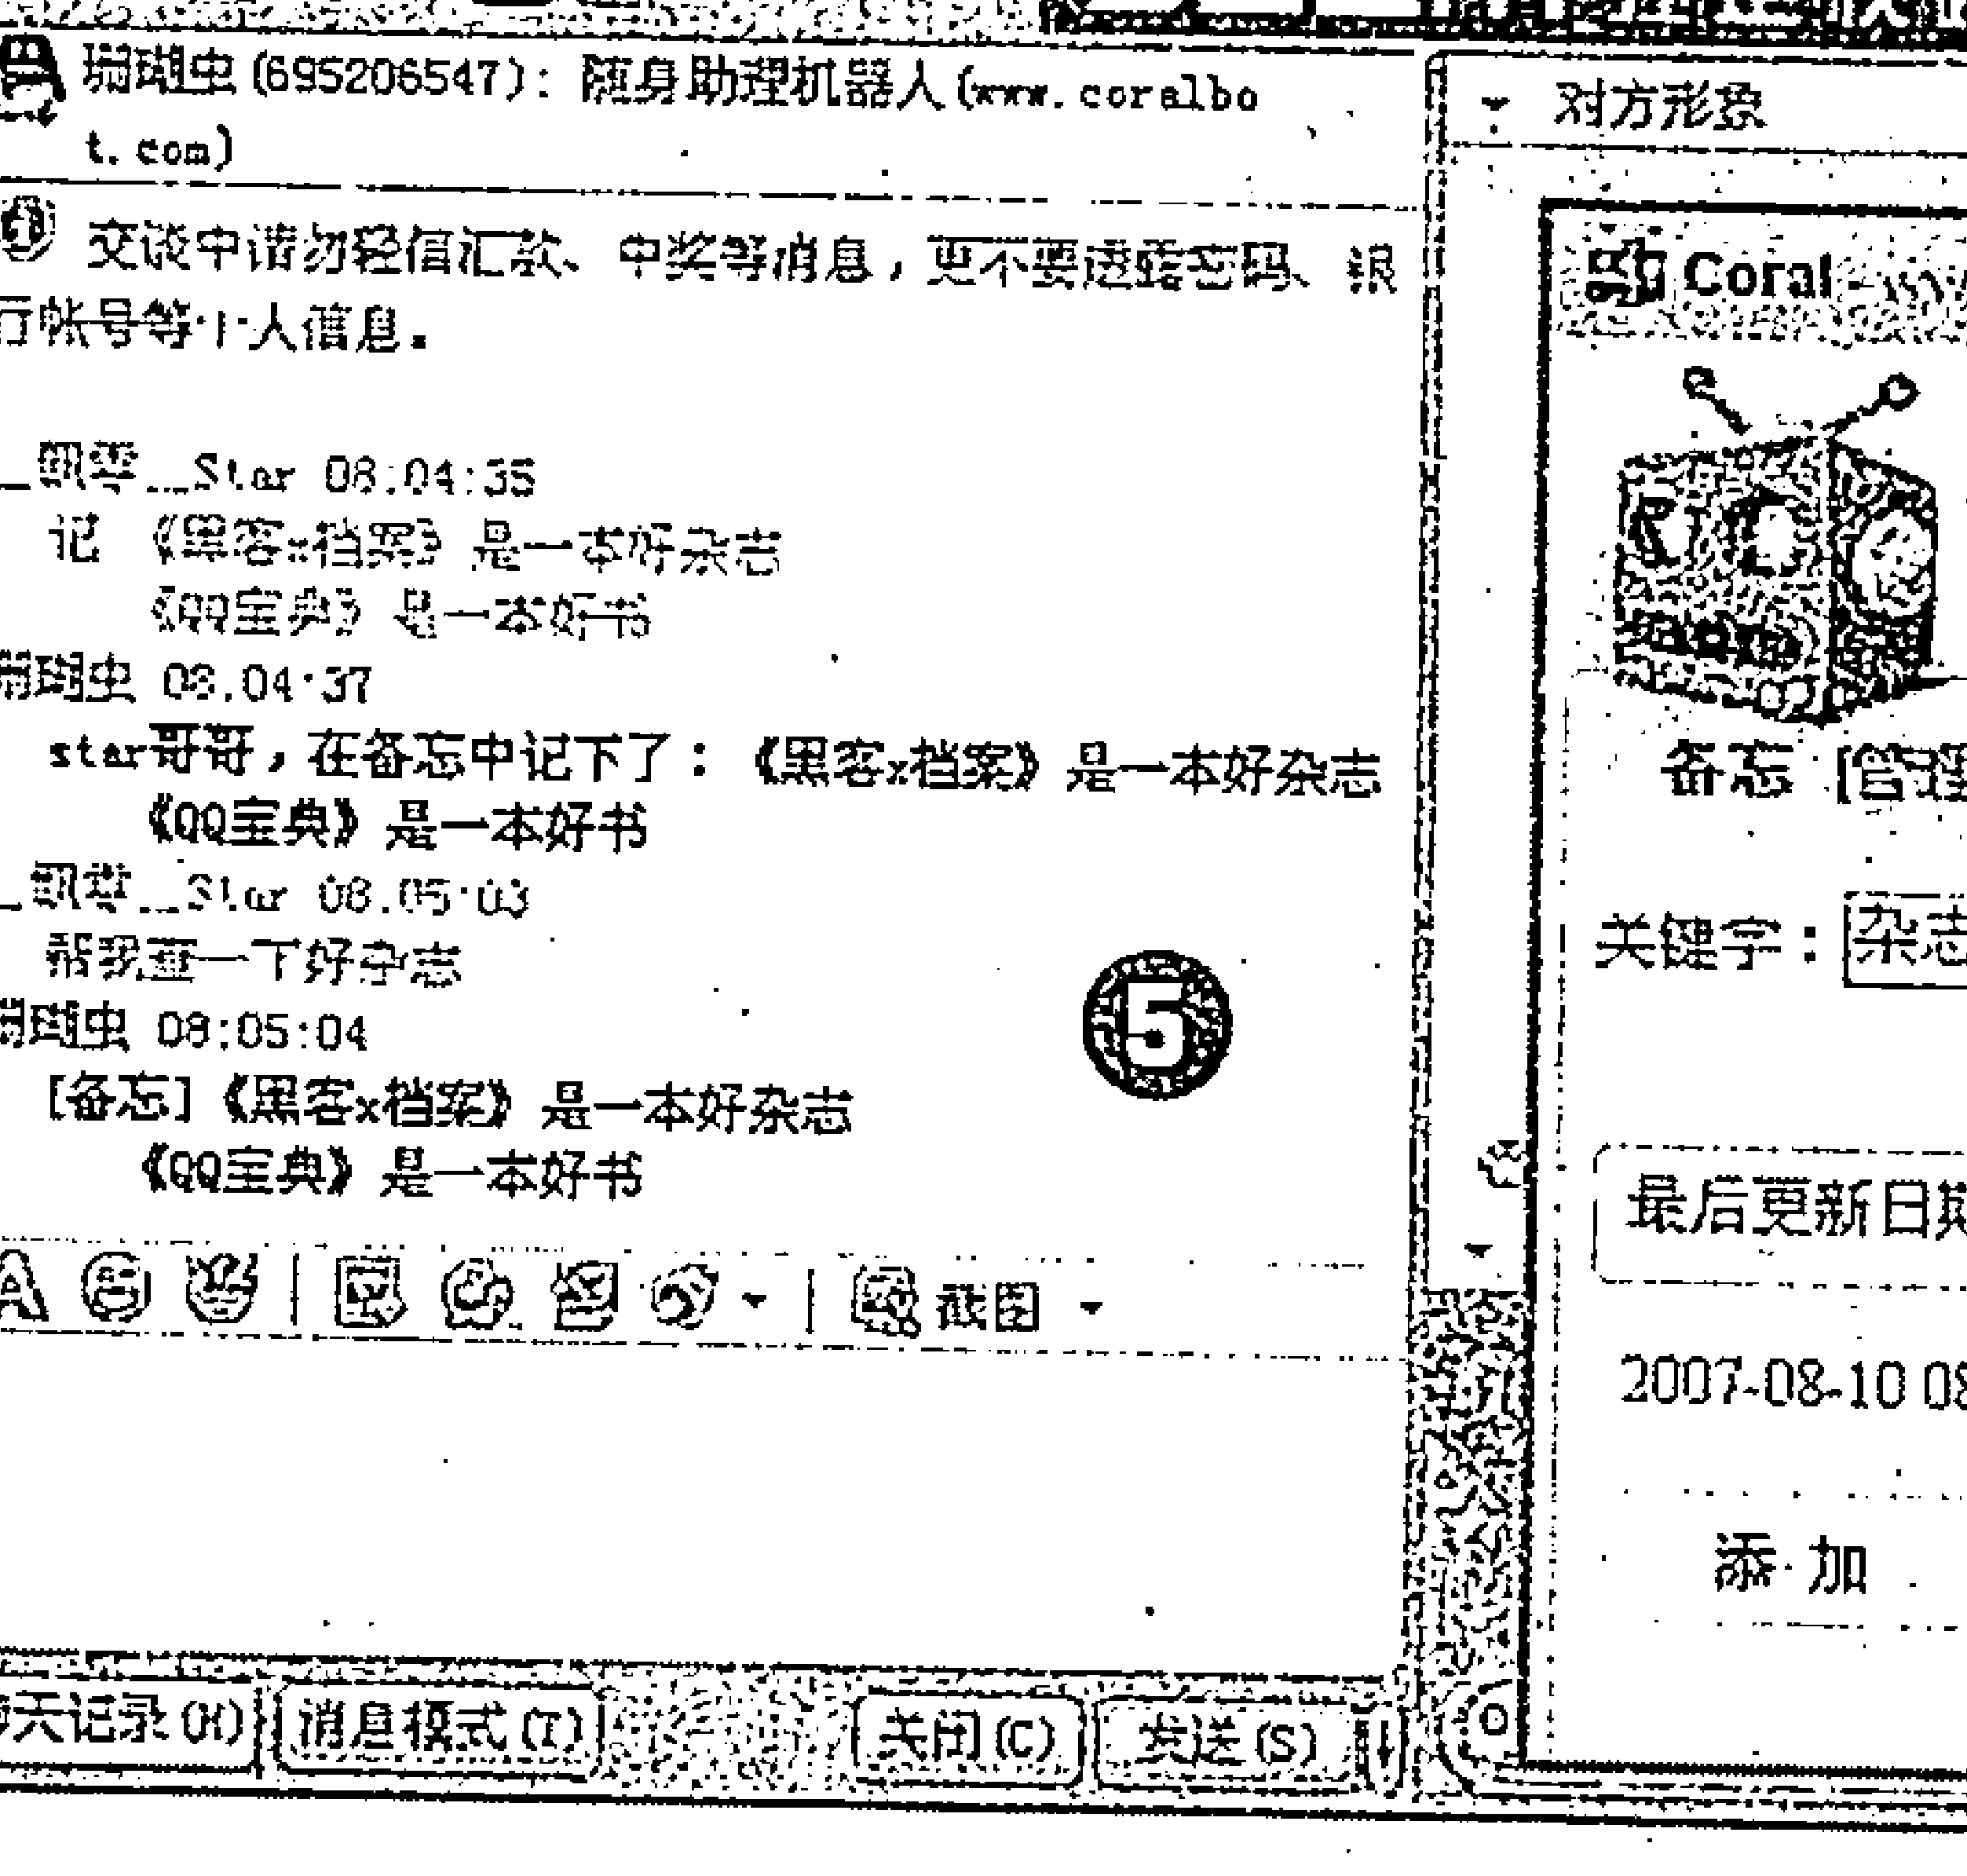 珊瑚虫(695206547): 随身助理机器人(www.coralbo
t.com)
交谈中请勿轻信汇款、中奖等消息，更不要透露密码、银
行帐号等个人信息。
Star 08:04:35
记 《黑客x档案》是一本好杂志
《QQ宝典》是一本好书
珊瑚虫 08:04:37
star哥哥，在备忘中记下了：《黑客x档案》是一本好杂志
《QQ宝典》是一本好书
Star 08:05:03
帮我查一下好杂志
珊瑚虫 08:05:04
[备忘]《黑客x档案》是一本好杂志
《QQ宝典》是一本好书
5
A 截图
聊天记录(H) 消息模式(T) 关闭(C) 发送(S)
对方形象
Coral
备忘 [管理
关键字：杂志
最后更新日期
2007-08-10 08
添加